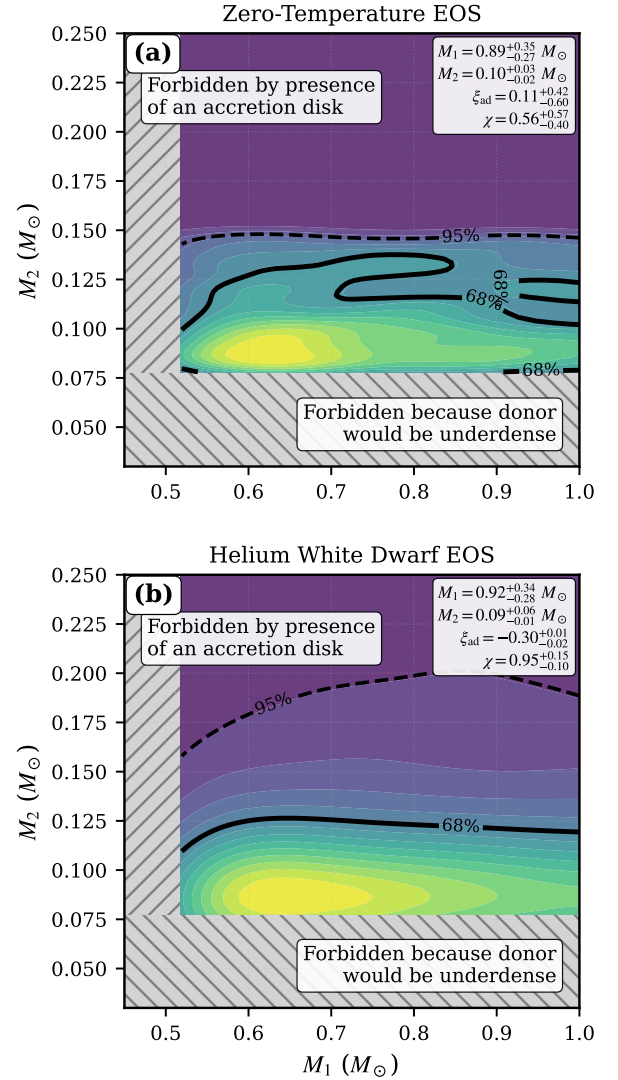 Zero-Temperature EOS
(a)
Forbidden by presence
of an accretion disk
M₁ = 0.89⁺⁰·³⁵₋₀.₂₇ M⊙
M₂ = 0.10⁺⁰·⁰³₋₀.₀₂ M⊙
ξ_ad = 0.11⁺⁰·⁴²₋₀.₆₀
χ = 0.56⁺⁰·⁵⁷₋₀.₄₀
95%
68%
68%
68%
Forbidden because donor
would be underdense
0.250
0.225
0.200
0.175
0.150
0.125
0.100
0.075
0.050
M₂ (M⊙)
0.5 0.6 0.7 0.8 0.9 1.0
Helium White Dwarf EOS
(b)
Forbidden by presence
of an accretion disk
M₁ = 0.92⁺⁰·³⁴₋₀.₂₈ M⊙
M₂ = 0.09⁺⁰·⁰⁶₋₀.₀₁ M⊙
ξ_ad = −0.30⁺⁰·⁰¹₋₀.₀₂
χ = 0.95⁺⁰·¹⁵₋₀.₁₀
95%
68%
Forbidden because donor
would be underdense
0.250
0.225
0.200
0.175
0.150
0.125
0.100
0.075
0.050
M₂ (M⊙)
0.5 0.6 0.7 0.8 0.9 1.0
M₁ (M⊙)